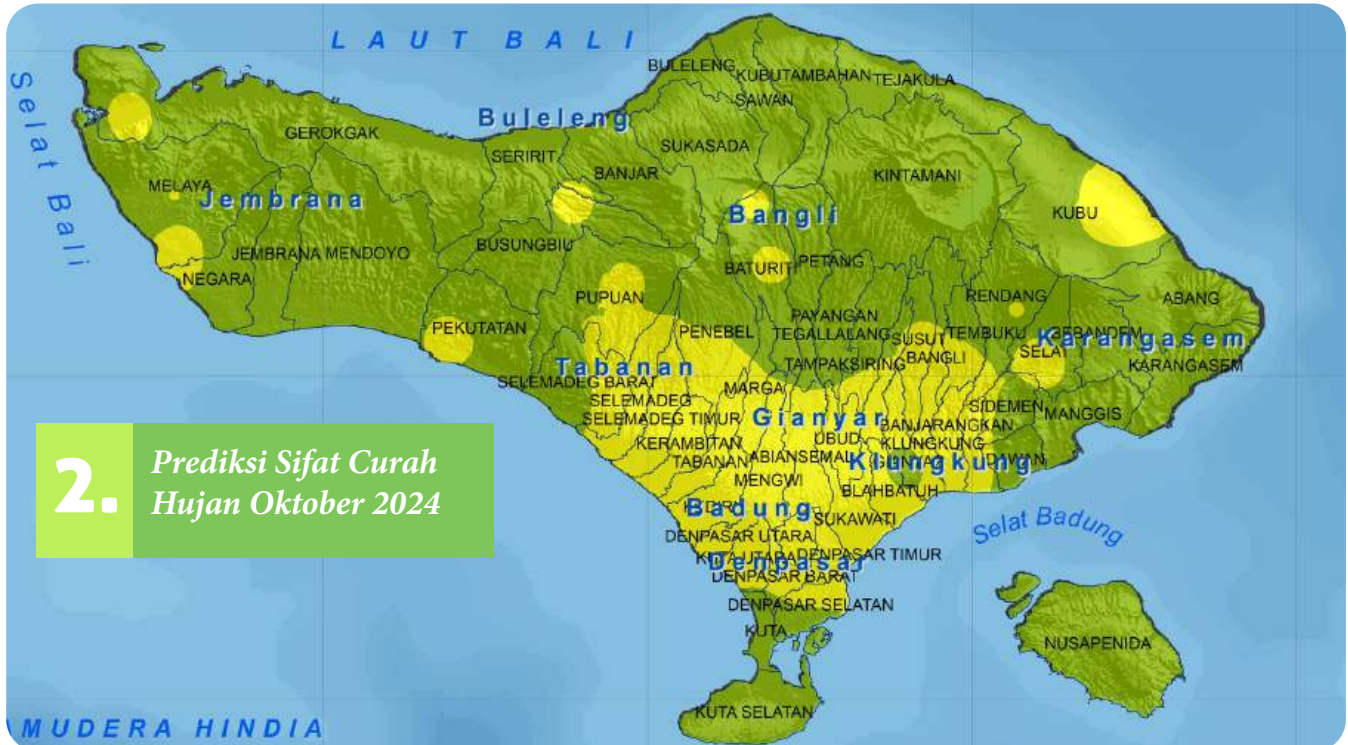 LAUT BALI
Selat Bali
BULELENG
KUBUTAMBAHAN
TEJAKULA
SAWAN
Buleleng
GEROKGAK
SUKASADA
SERIRIT
BANJAR
KINTAMANI
MELAYA
Jembrana
Bangli
KUBU
BUSUNGBIU
JEMBRANA
MENDOYO
BATURITI
PETANG
NEGARA
PUPUAN
RENDANG
ABANG
PAYANGAN
PEKUTATAN
PENEBEL
TEGALLALANG
SUSUT
TEMBUKU
Karangasem
SELAT
BANGLI
Tabanan
TAMPAKSIRING
KARANGASEM
SELEMADEG BARAT
MARGA
SELEMADEG
SIDEMEN
MANGGIS
SELEMADEG TIMUR
Gianyar
BANJARANGKAN
KERAMBITAN
UBUD
KLUNGKUNG
TABANAN
ABIANSEMAL
Klungkung
DAWAN
MENGWI
BLAHBATUH
2.
Prediksi Sifat Curah
Hujan Oktober 2024
Badung
SUKAWATI
Selat Badung
DENPASAR UTARA
DENPASAR TIMUR
Denpasar
DENPASAR BARAT
DENPASAR SELATAN
KUTA
NUSAPENIDA
KUTA SELATAN
AMUDERA HINDIA